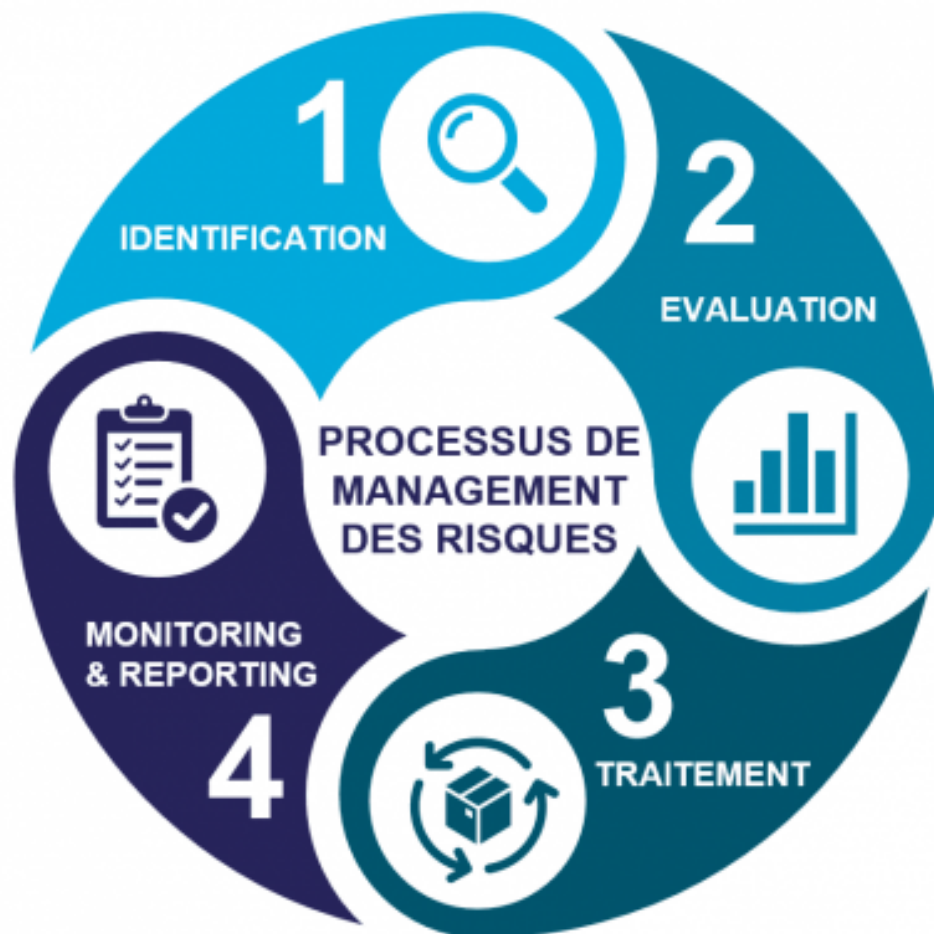 1
IDENTIFICATION
2
EVALUATION
PROCESSUS DE
MANAGEMENT
DES RISQUES
3
TRAITEMENT
MONITORING
& REPORTING
4